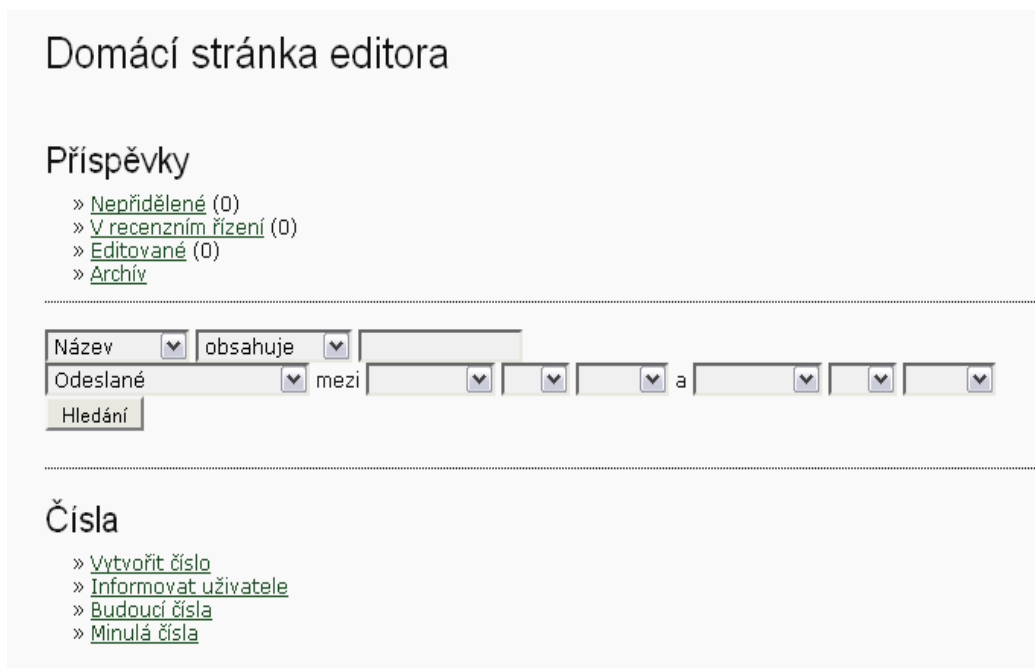 Domácí stránka editora
Příspěvky
» Nepřidělené (0)
» V recenzním řízení (0)
» Editované (0)
» Archív
Název obsahuje
Odeslané mezi a
Hledání
Čísla
» Vytvořit číslo
» Informovat uživatele
» Budoucí čísla
» Minulá čísla